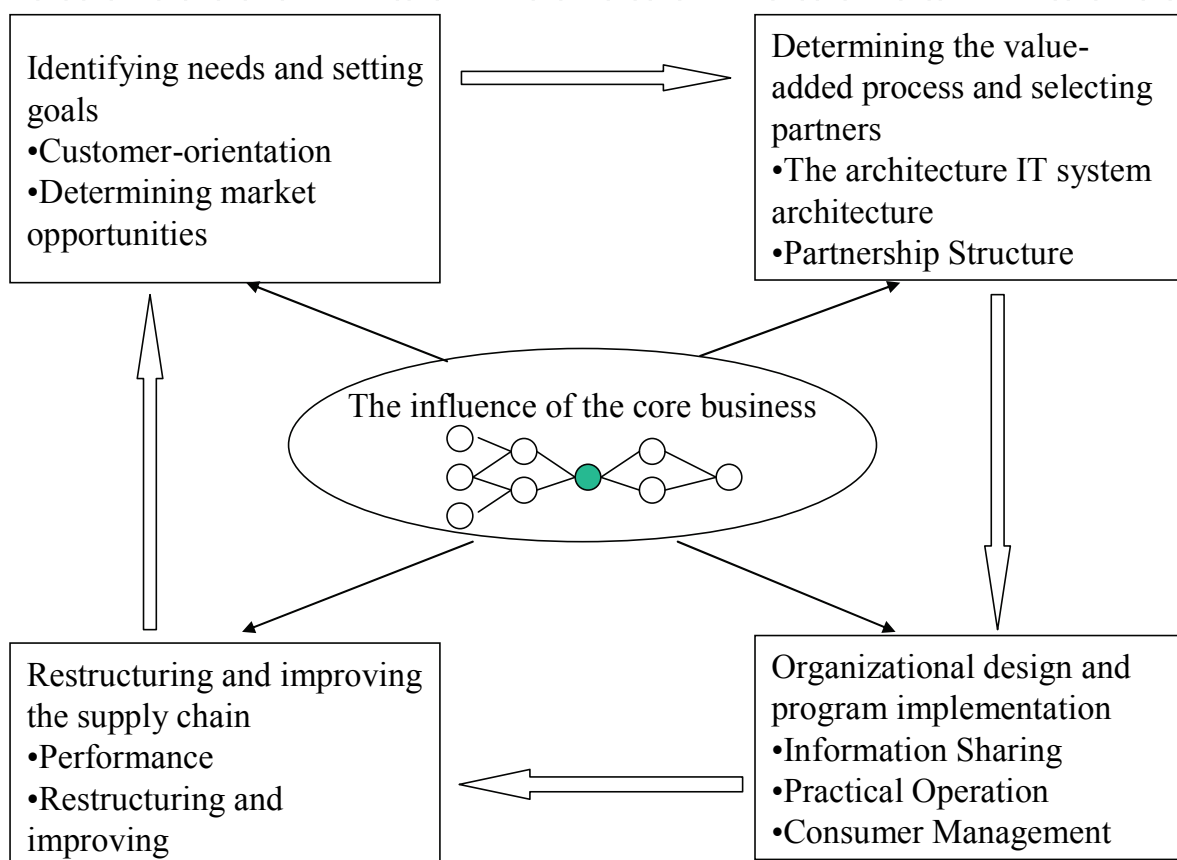 Identifying needs and setting
goals
•Customer-orientation
•Determining market
opportunities
Determining the value-
added process and selecting
partners
•The architecture IT system
architecture
•Partnership Structure
The influence of the core business
Restructuring and improving
the supply chain
•Performance
•Restructuring and
improving
Organizational design and
program implementation
•Information Sharing
•Practical Operation
•Consumer Management